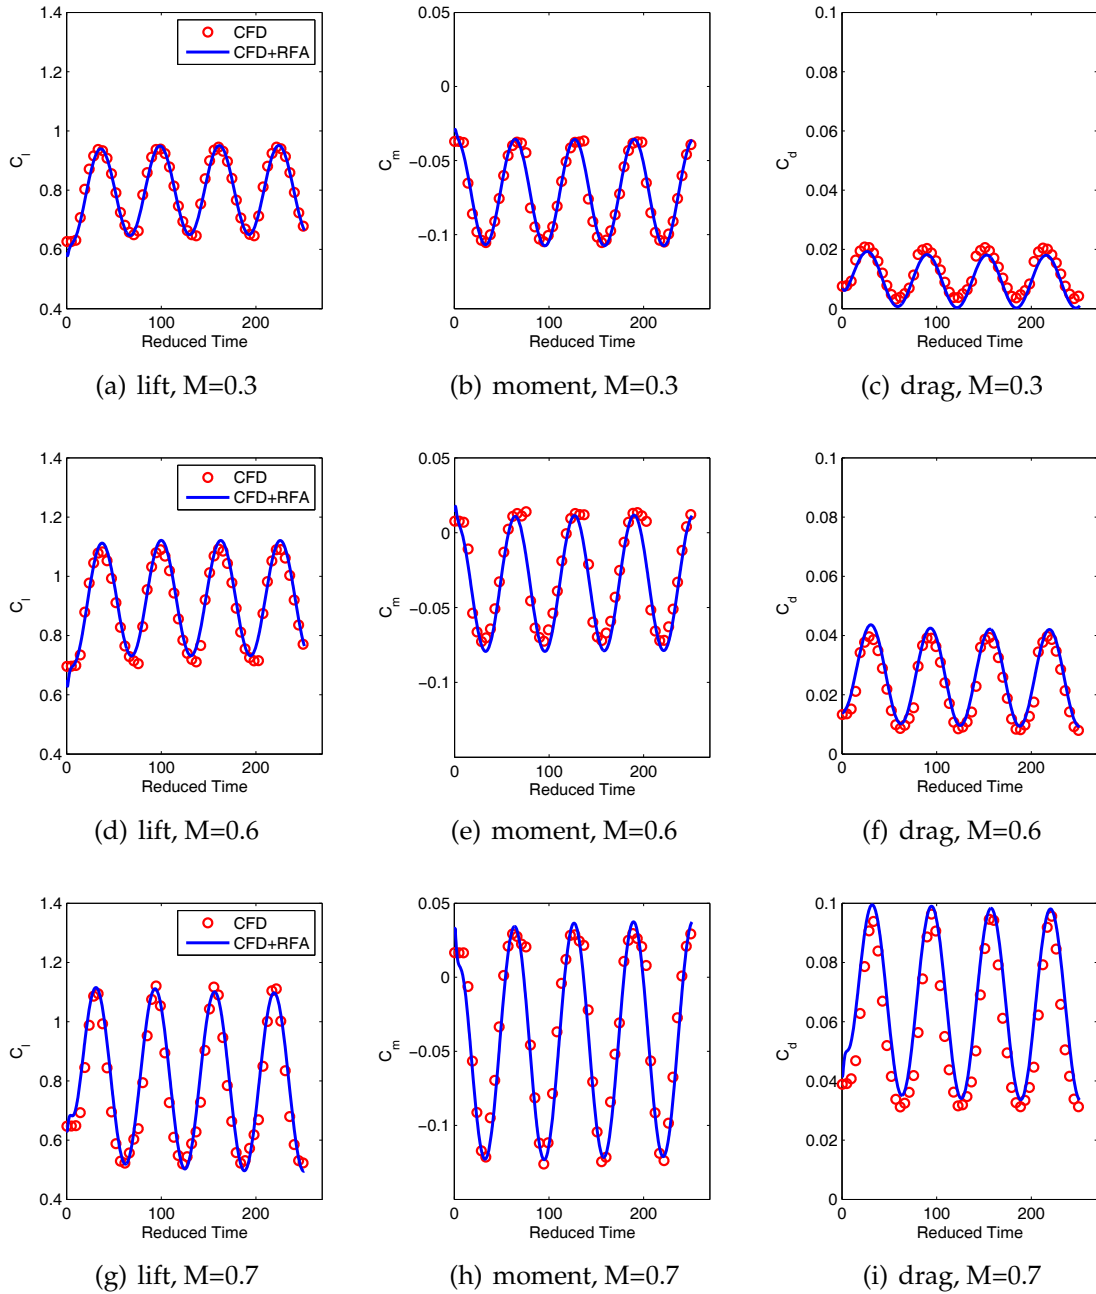 1.4
1.2
1
0.8
0.6
0.4
C_l
CFD
CFD+RFA
0
100
200
Reduced Time
(a) lift, M=0.3
0.05
0
−0.05
−0.1
C_m
0
100
200
Reduced Time
(b) moment, M=0.3
0.1
0.08
0.06
0.04
0.02
0
C_d
0
100
200
Reduced Time
(c) drag, M=0.3
1.4
1.2
1
0.8
0.6
0.4
C_l
CFD
CFD+RFA
0
100
200
Reduced Time
(d) lift, M=0.6
0.05
0
−0.05
−0.1
C_m
0
100
200
Reduced Time
(e) moment, M=0.6
0.1
0.08
0.06
0.04
0.02
0
C_d
0
100
200
Reduced Time
(f) drag, M=0.6
1.4
1.2
1
0.8
0.6
0.4
C_l
CFD
CFD+RFA
0
100
200
Reduced Time
(g) lift, M=0.7
0.05
0
−0.05
−0.1
C_m
0
100
200
Reduced Time
(h) moment, M=0.7
0.1
0.08
0.06
0.04
0.02
0
C_d
0
100
200
Reduced Time
(i) drag, M=0.7